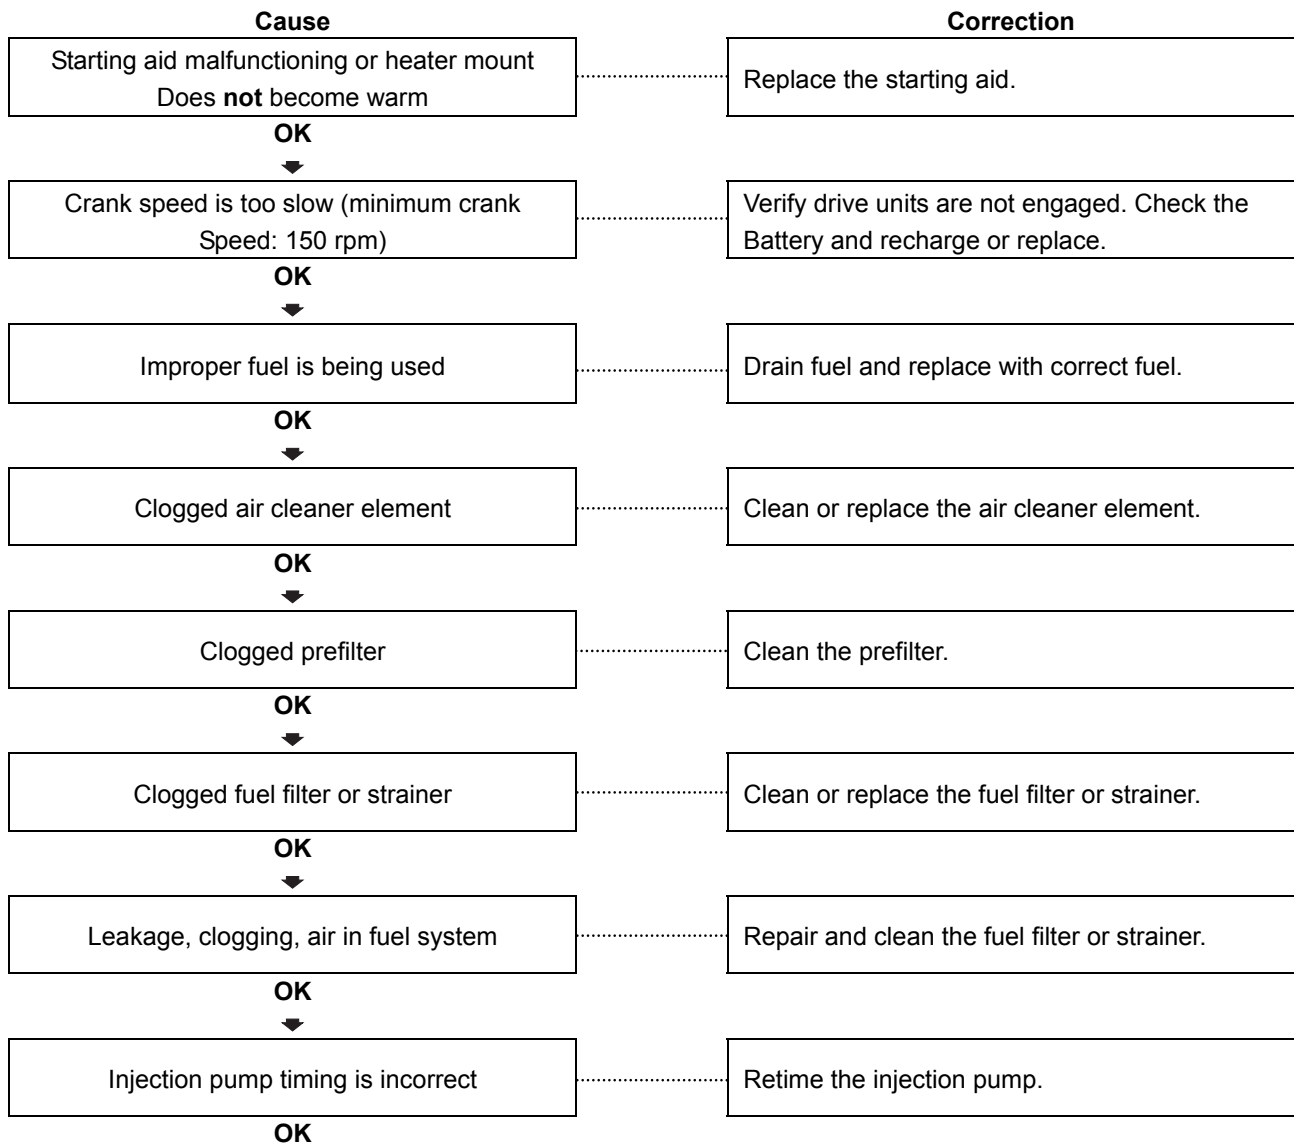 Cause
Correction
Starting aid malfunctioning or heater mount
Does not become warm
Replace the starting aid.
OK
Crank speed is too slow (minimum crank
Speed: 150 rpm)
Verify drive units are not engaged. Check the
Battery and recharge or replace.
OK
Improper fuel is being used
Drain fuel and replace with correct fuel.
OK
Clogged air cleaner element
Clean or replace the air cleaner element.
OK
Clogged prefilter
Clean the prefilter.
OK
Clogged fuel filter or strainer
Clean or replace the fuel filter or strainer.
OK
Leakage, clogging, air in fuel system
Repair and clean the fuel filter or strainer.
OK
Injection pump timing is incorrect
Retime the injection pump.
OK